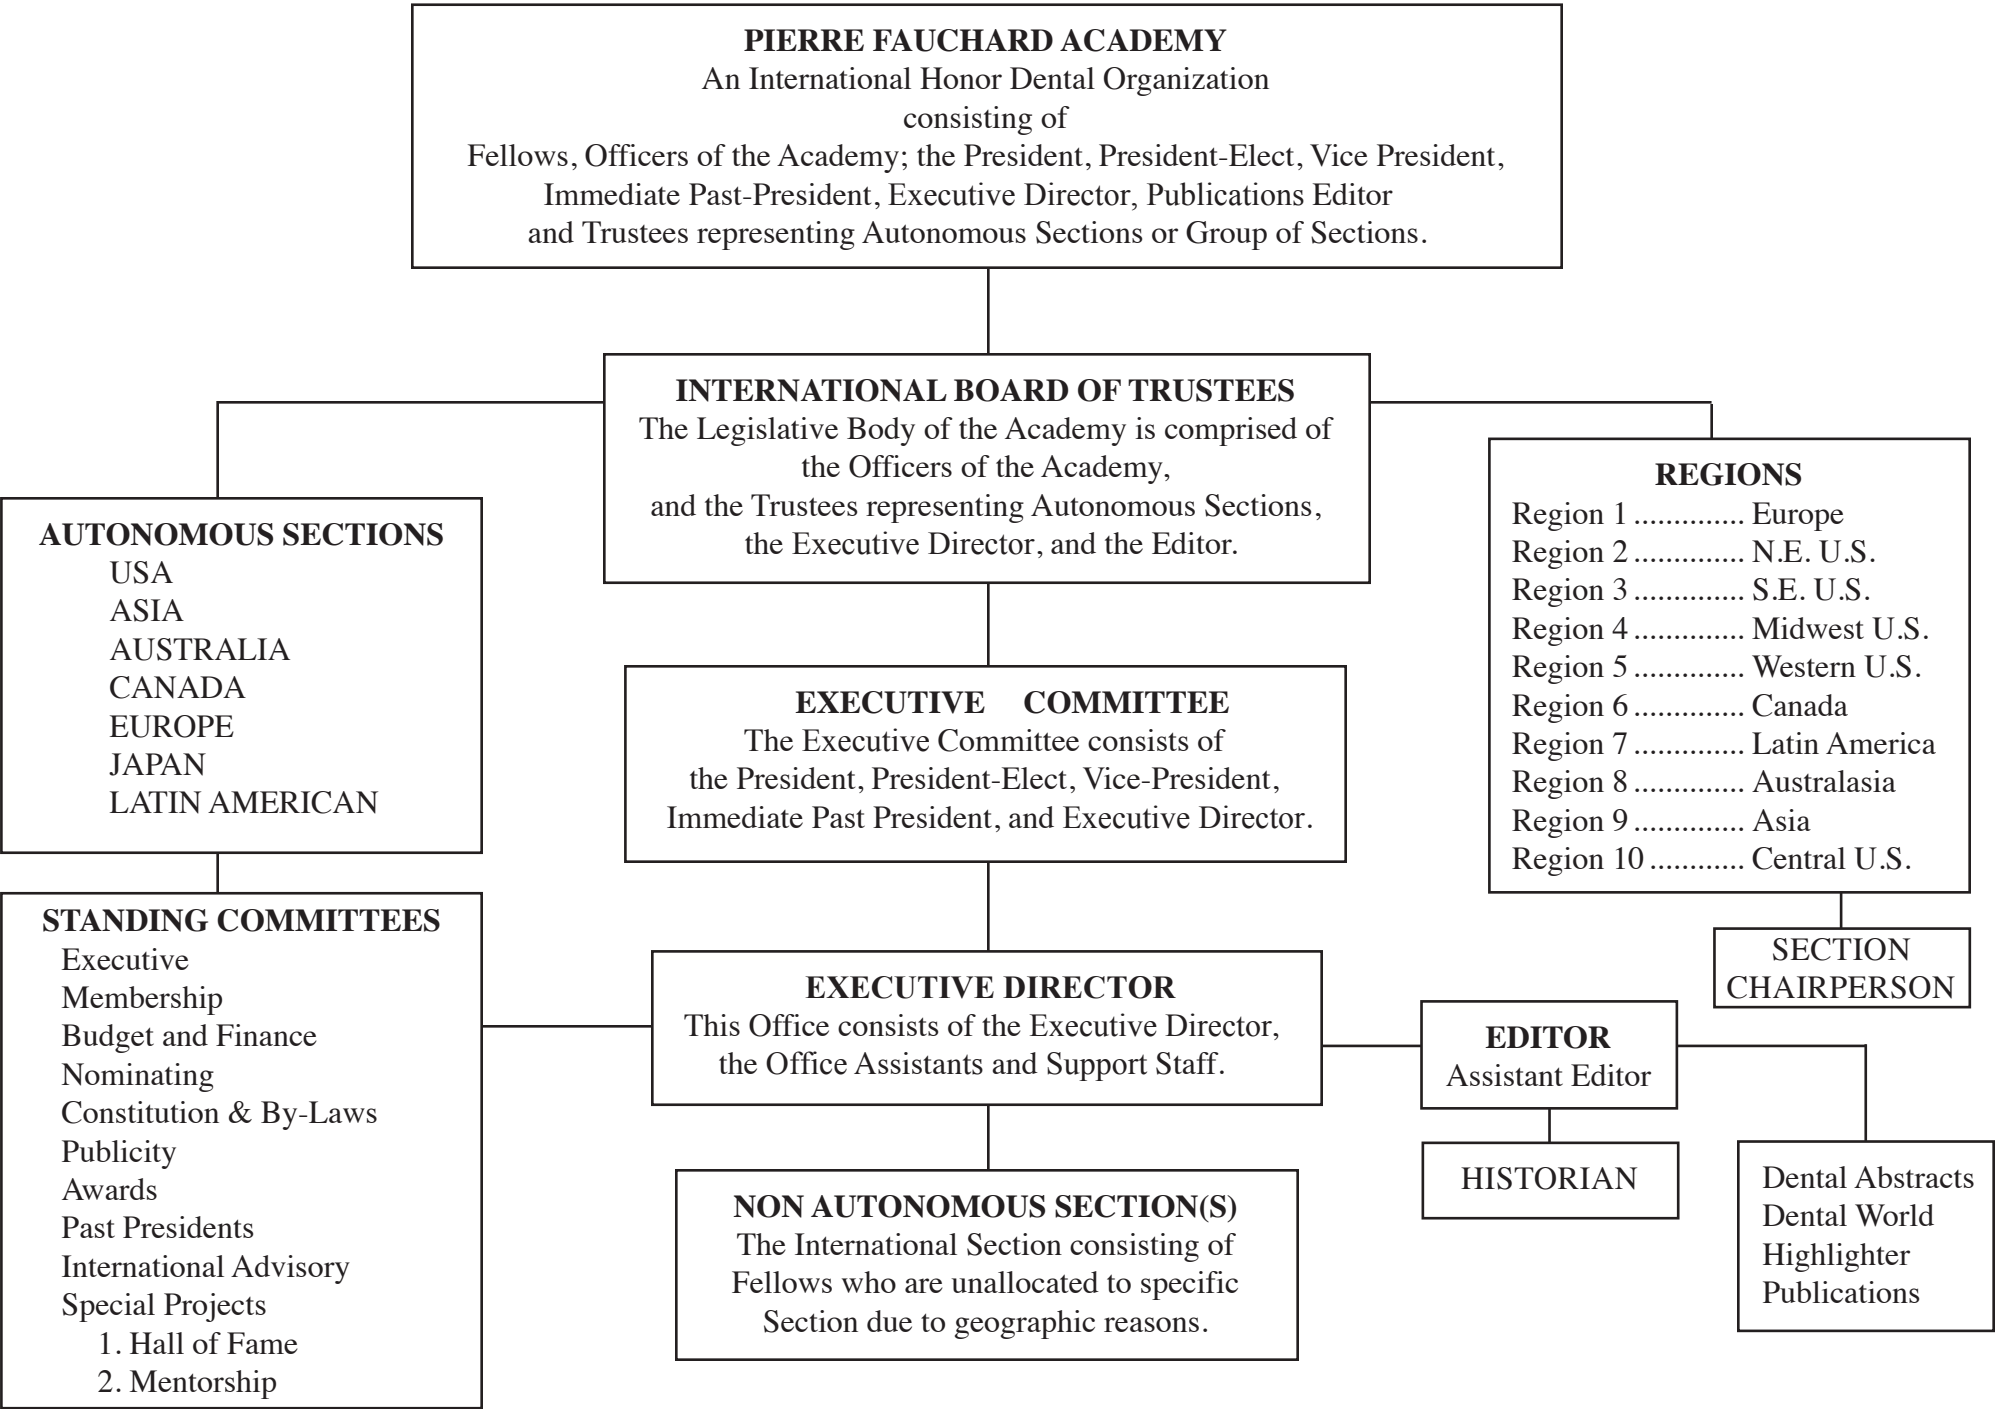 PIERRE FAUCHARD ACADEMY
An International Honor Dental Organization
consisting of
Fellows, Officers of the Academy; the President, President-Elect, Vice President,
Immediate Past-President, Executive Director, Publications Editor
and Trustees representing Autonomous Sections or Group of Sections.
INTERNATIONAL BOARD OF TRUSTEES
The Legislative Body of the Academy is comprised of
the Officers of the Academy,
and the Trustees representing Autonomous Sections,
the Executive Director, and the Editor.
AUTONOMOUS SECTIONS
USA
ASIA
AUSTRALIA
CANADA
EUROPE
JAPAN
LATIN AMERICAN
REGIONS
Region 1 .............. Europe
Region 2 .............. N.E. U.S.
Region 3 .............. S.E. U.S.
Region 4 .............. Midwest U.S.
Region 5 .............. Western U.S.
Region 6 .............. Canada
Region 7 .............. Latin America
Region 8 .............. Australasia
Region 9 .............. Asia
Region 10 ............ Central U.S.
EXECUTIVE COMMITTEE
The Executive Committee consists of
the President, President-Elect, Vice-President,
Immediate Past President, and Executive Director.
STANDING COMMITTEES
Executive
Membership
Budget and Finance
Nominating
Constitution & By-Laws
Publicity
Awards
Past Presidents
International Advisory
Special Projects
1. Hall of Fame
2. Mentorship
EXECUTIVE DIRECTOR
This Office consists of the Executive Director,
the Office Assistants and Support Staff.
SECTION
CHAIRPERSON
EDITOR
Assistant Editor
HISTORIAN
Dental Abstracts
Dental World
Highlighter
Publications
NON AUTONOMOUS SECTION(S)
The International Section consisting of
Fellows who are unallocated to specific
Section due to geographic reasons.